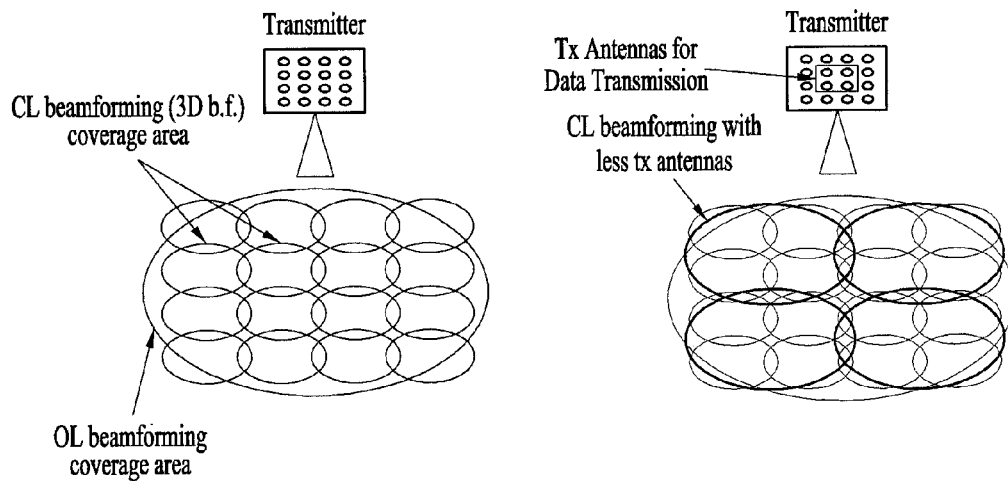 Transmitter
CL beamforming (3D b.f.)
coverage area
OL beamforming
coverage area
Transmitter
Tx Antennas for
Data Transmission
CL beamforming with
less tx antennas